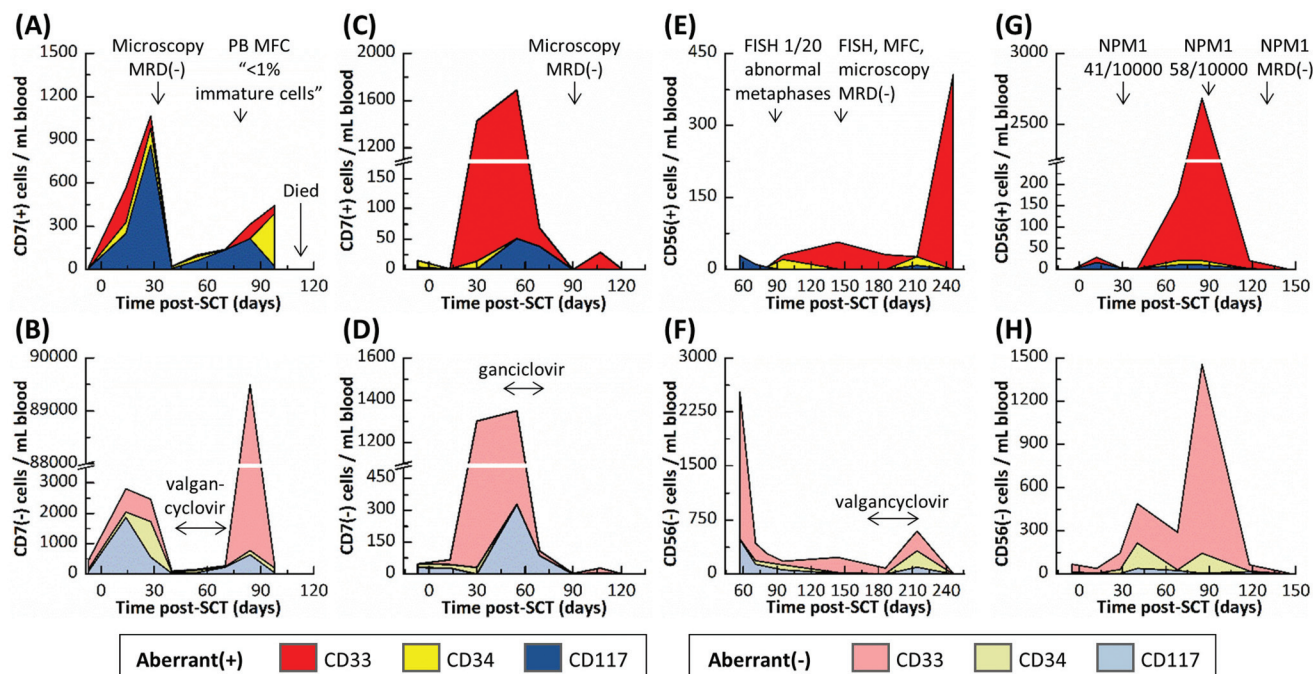 (A)
1500
1200
900
600
300
0
CD7(+) cells / mL blood
Microscopy
MRD(-)
PB MFC
“<1%
immature cells”
Died
0 30 60 90 120
Time post-SCT (days)
(C)
2000
1600
1200
150
100
50
0
CD7(+) cells / mL blood
Microscopy
MRD(-)
0 30 60 90 120
Time post-SCT (days)
(E)
450
300
150
0
CD56(+) cells / mL blood
FISH 1/20
abnormal
metaphases
FISH, MFC,
microscopy
MRD(-)
60 90 120 150 180 210 240
Time post-SCT (days)
(G)
3000
2500
200
150
100
50
0
CD56(+) cells / mL blood
NPM1
41/10000
NPM1
58/10000
NPM1
MRD(-)
0 30 60 90 120 150
Time post-SCT (days)
(B)
90000
89000
88000
3000
2000
1000
0
CD7(-) cells / mL blood
valgan-
cyclovir
0 30 60 90 120
Time post-SCT (days)
(D)
1600
1400
1200
450
300
150
0
CD7(-) cells / mL blood
ganciclovir
0 30 60 90 120
Time post-SCT (days)
(F)
3000
2250
1500
750
0
CD56(-) cells / mL blood
valgancyclovir
60 90 120 150 180 210 240
Time post-SCT (days)
(H)
1500
1200
900
600
300
0
CD56(-) cells / mL blood
0 30 60 90 120 150
Time post-SCT (days)
Aberrant(+) CD33 CD34 CD117
Aberrant(-) CD33 CD34 CD117